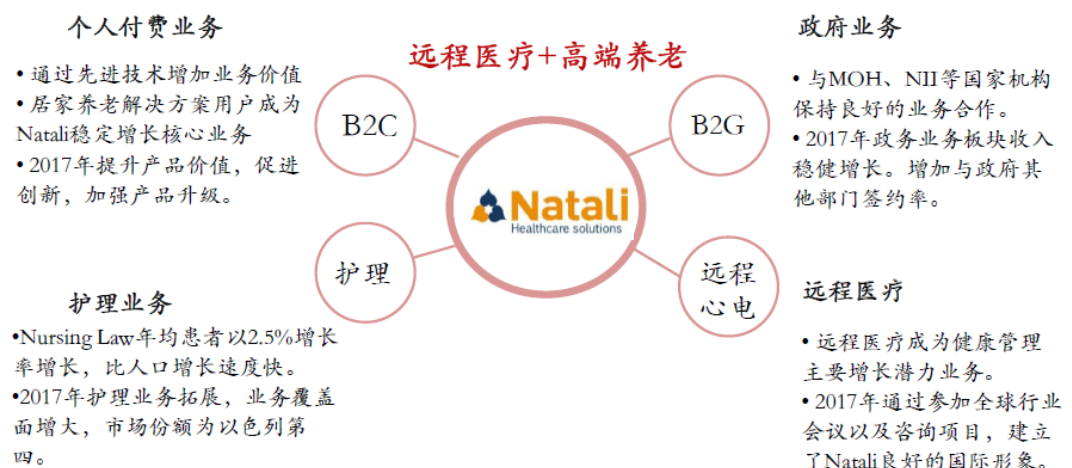 个人付费业务
• 通过先进技术增加业务价值
• 居家养老解决方案用户成为
Natali稳定增长核心业务
• 2017年提升产品价值，促进
创新，加强产品升级。
远程医疗+高端养老
B2C
B2G
政府业务
• 与MOH、NII等国家机构
保持良好的业务合作。
• 2017年政务业务板块收入
稳健增长。增加与政府其
他部门签约率。
Natali
Healthcare solutions
护理
远程
心电
护理业务
•Nursing Law年均患者以2.5%增长
率增长，比人口增长速度快。
•2017年护理业务拓展，业务覆盖
面增大，市场份额为以色列第
四。
远程医疗
• 远程医疗成为健康管理
主要增长潜力业务。
• 2017年通过参加全球行业
会议以及咨询项目，建立
了Natali良好的国际形象。